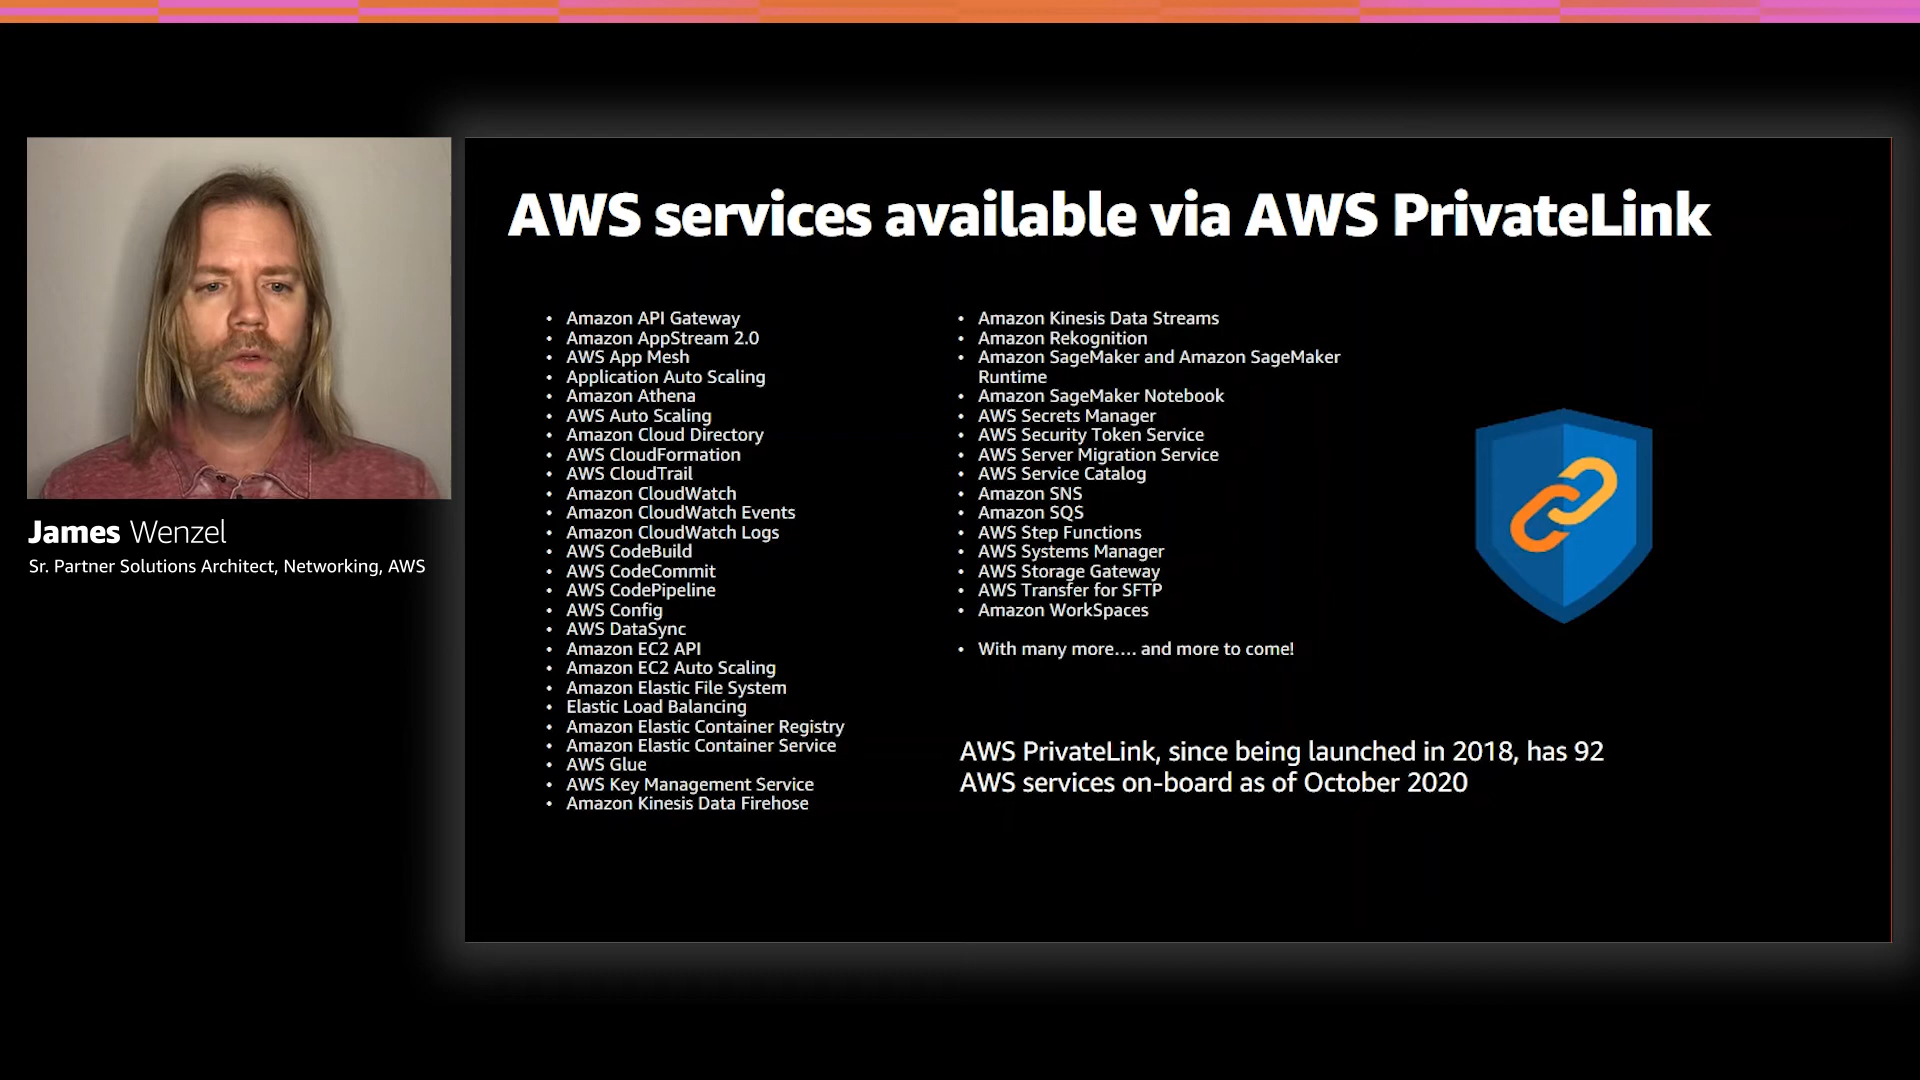 AWS services available via AWS PrivateLink
• Amazon API Gateway
• Amazon AppStream 2.0
• AWS App Mesh
• Application Auto Scaling
• Amazon Athena
• AWS Auto Scaling
• Amazon Cloud Directory
• AWS CloudFormation
• AWS CloudTrail
• Amazon CloudWatch
• Amazon CloudWatch Events
• Amazon CloudWatch Logs
• AWS CodeBuild
• AWS CodeCommit
• AWS CodePipeline
• AWS Config
• AWS DataSync
• Amazon EC2 API
• Amazon EC2 Auto Scaling
• Amazon Elastic File System
• Elastic Load Balancing
• Amazon Elastic Container Registry
• Amazon Elastic Container Service
• AWS Glue
• AWS Key Management Service
• Amazon Kinesis Data Firehose
• Amazon Kinesis Data Streams
• Amazon Rekognition
• Amazon SageMaker and Amazon SageMaker
Runtime
• Amazon SageMaker Notebook
• AWS Secrets Manager
• AWS Security Token Service
• AWS Server Migration Service
• AWS Service Catalog
• Amazon SNS
• Amazon SQS
• AWS Step Functions
• AWS Systems Manager
• AWS Storage Gateway
• AWS Transfer for SFTP
• Amazon WorkSpaces
• With many more.... and more to come!
AWS PrivateLink, since being launched in 2018, has 92
AWS services on-board as of October 2020
James Wenzel
Sr. Partner Solutions Architect, Networking, AWS